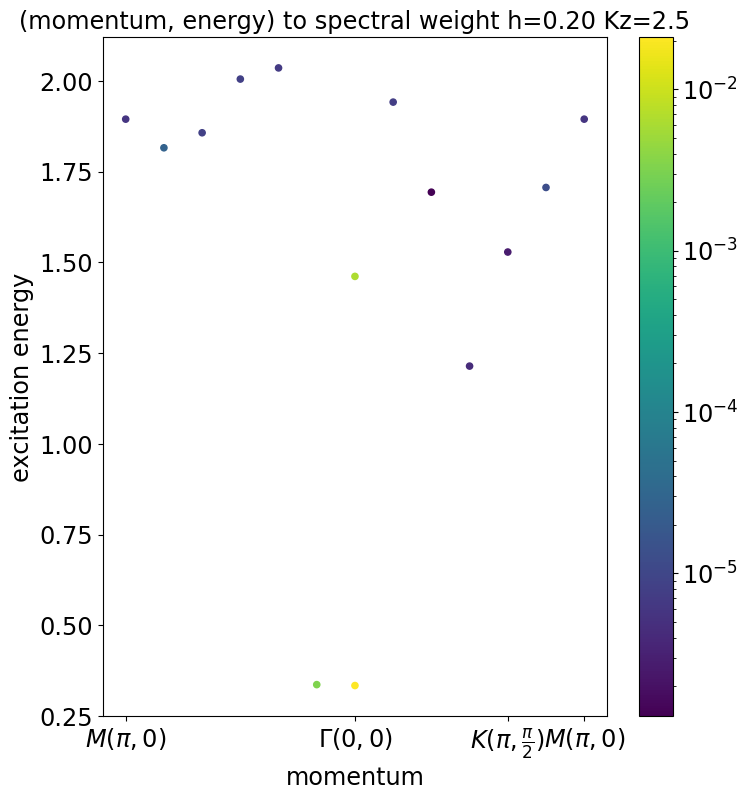 (momentum, energy) to spectral weight h=0.20 Kz=2.5
2.00
1.75
1.50
1.25
1.00
0.75
0.50
0.25
excitation energy
M(π, 0)
Γ(0, 0)
K(π, π/2)
M(π, 0)
momentum
10⁻²
10⁻³
10⁻⁴
10⁻⁵